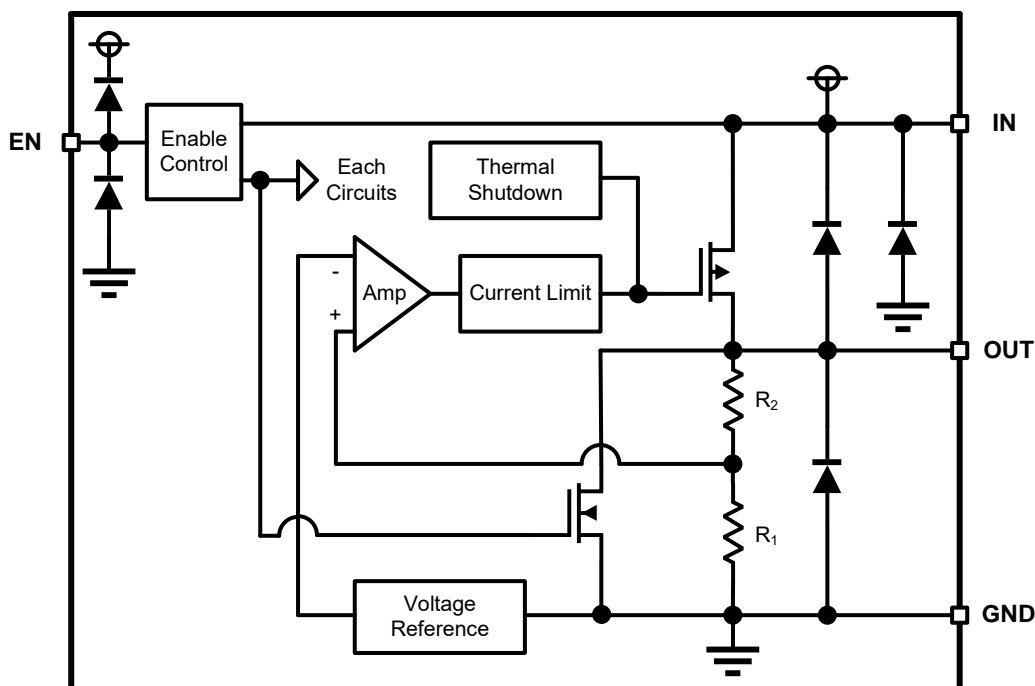 EN
Enable
Control
Each
Circuits
Thermal
Shutdown
IN
-
+
Amp
Current Limit
OUT
R₂
R₁
Voltage
Reference
GND